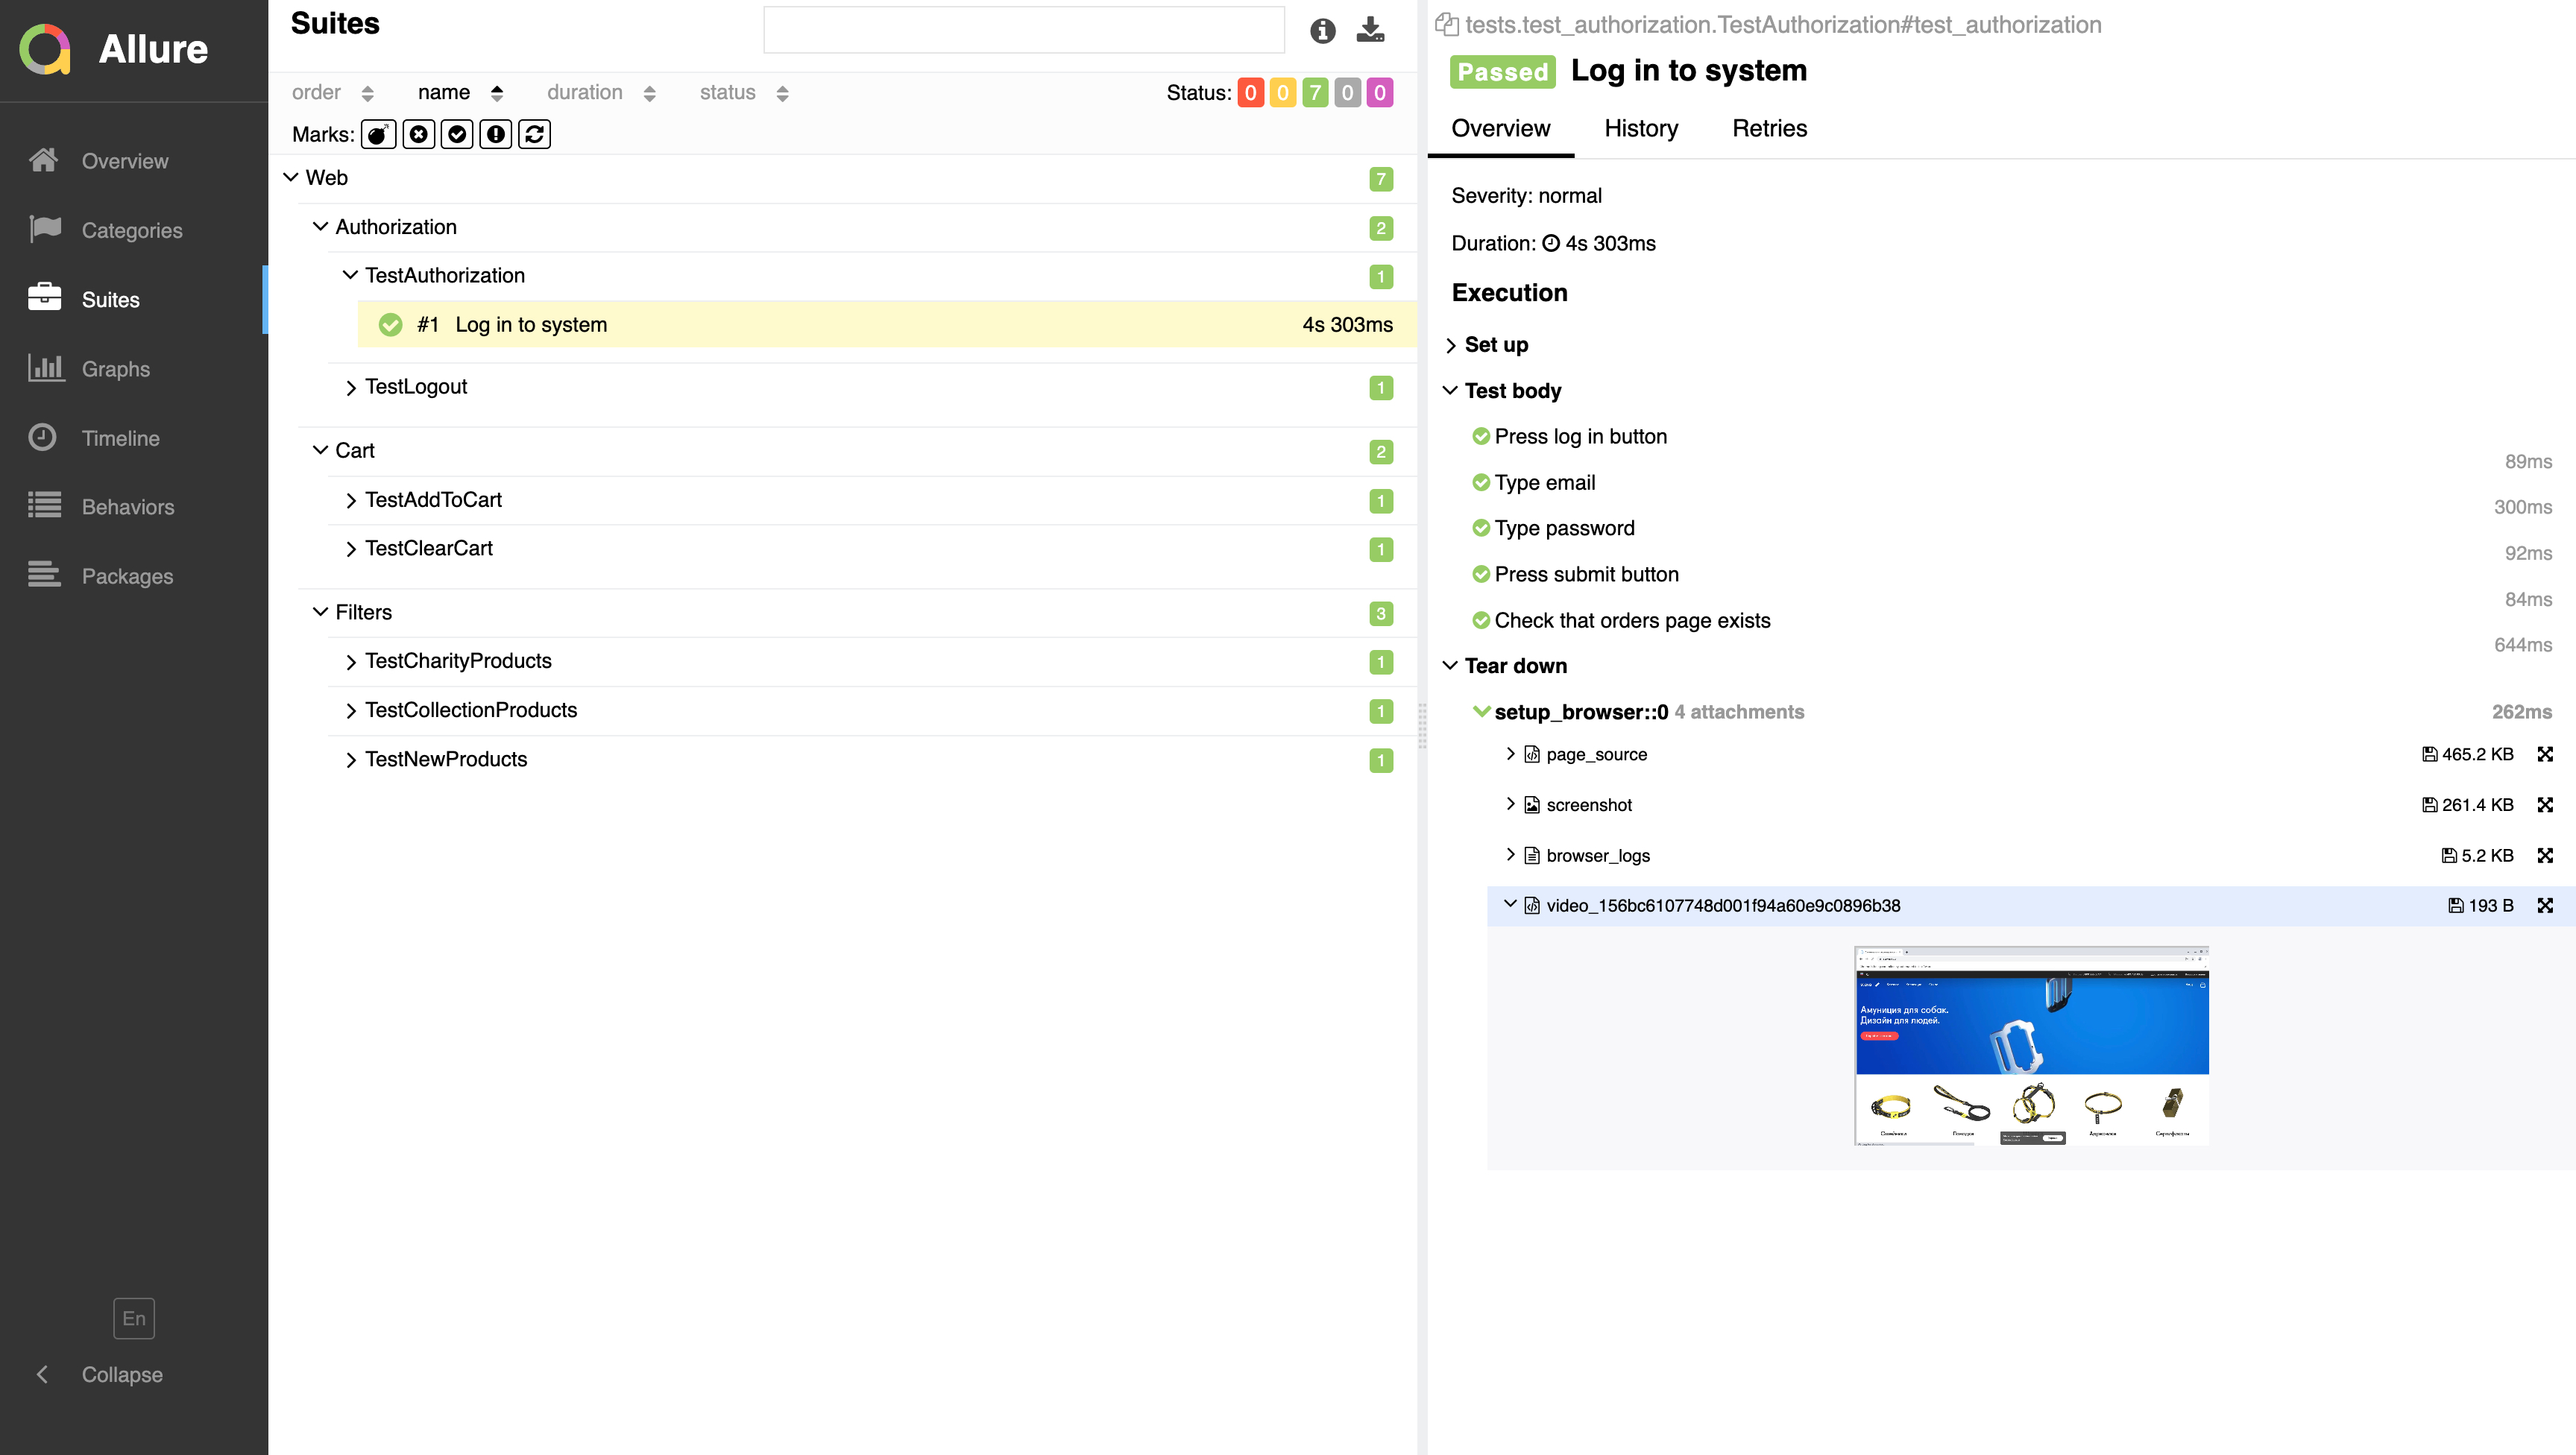 Allure
Overview
Categories
Suites
Graphs
Timeline
Behaviors
Packages
En
Collapse
Suites
order name duration status
Status: 0 0 7 0 0
Marks:
Web 7
Authorization 2
TestAuthorization 1
#1 Log in to system 4s 303ms
TestLogout 1
Cart 2
TestAddToCart 1
TestClearCart 1
Filters 3
TestCharityProducts 1
TestCollectionProducts 1
TestNewProducts 1
tests.test_authorization.TestAuthorization#test_authorization
Passed Log in to system
Overview History Retries
Severity: normal
Duration: 4s 303ms
Execution
Set up
Test body
Press log in button
89ms
Type email
300ms
Type password
92ms
Press submit button
84ms
Check that orders page exists
644ms
Tear down
setup_browser::0 4 attachments 262ms
page_source 465.2 KB
screenshot 261.4 KB
browser_logs 5.2 KB
video_156bc6107748d001f94a60e9c0896b38 193 B
Амуниция для собак.
Дизайн для людей.